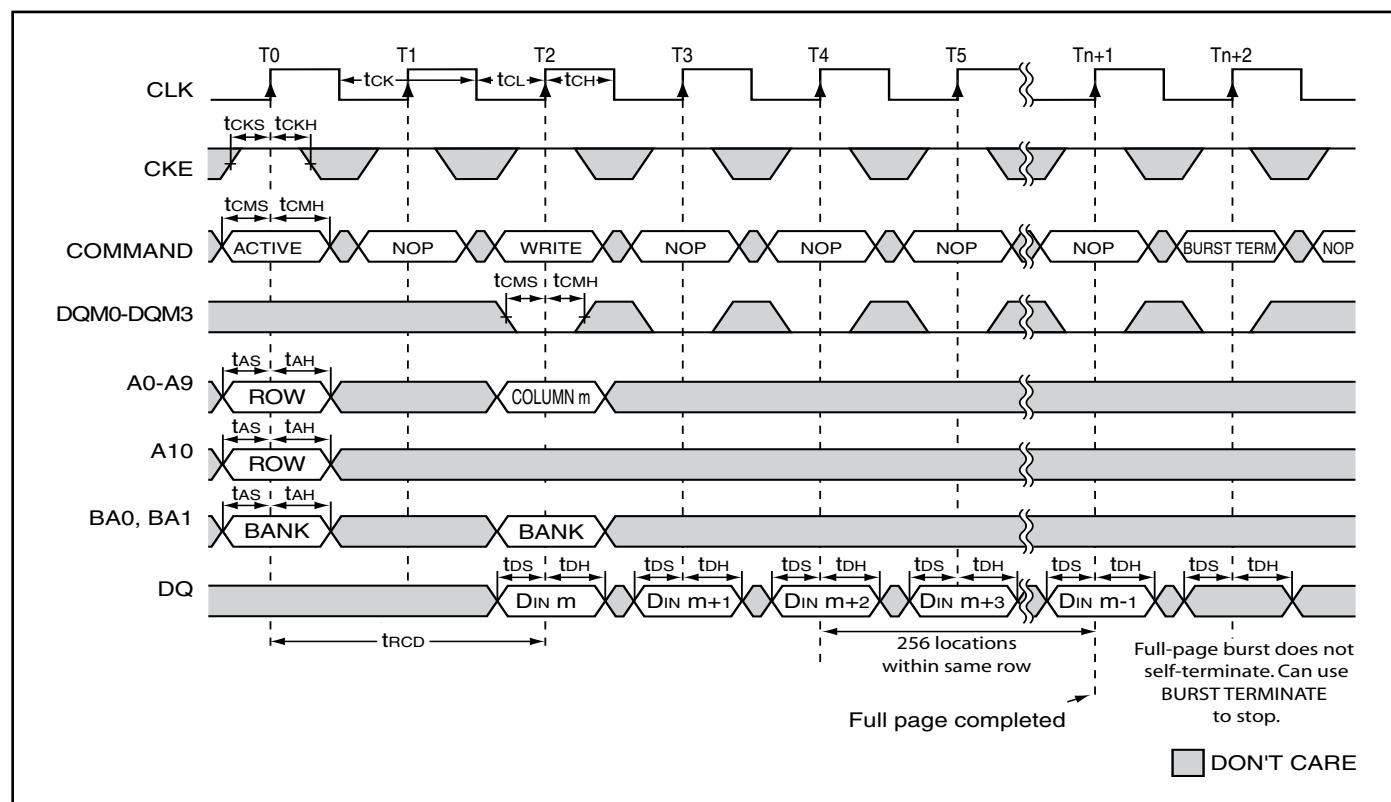 T0 T1 T2 T3 T4 T5 Tn+1 Tn+2
CLK tCK tCL tCH
tCKS tCKH
CKE
tCMS tCMH
COMMAND ACTIVE NOP WRITE NOP NOP NOP NOP BURST TERM NOP
tCMS tCMH
DQM0-DQM3
tAS tAH
A0-A9 ROW COLUMN m
tAS tAH
A10 ROW
tAS tAH
BA0, BA1 BANK BANK
tDS tDH tDS tDH tDS tDH tDS tDH tDS tDH tDS tDH
DQ DIN m DIN m+1 DIN m+2 DIN m+3 DIN m-1
tRCD
256 locations
within same row
Full-page burst does not
self-terminate. Can use
BURST TERMINATE
to stop.
Full page completed
DON'T CARE